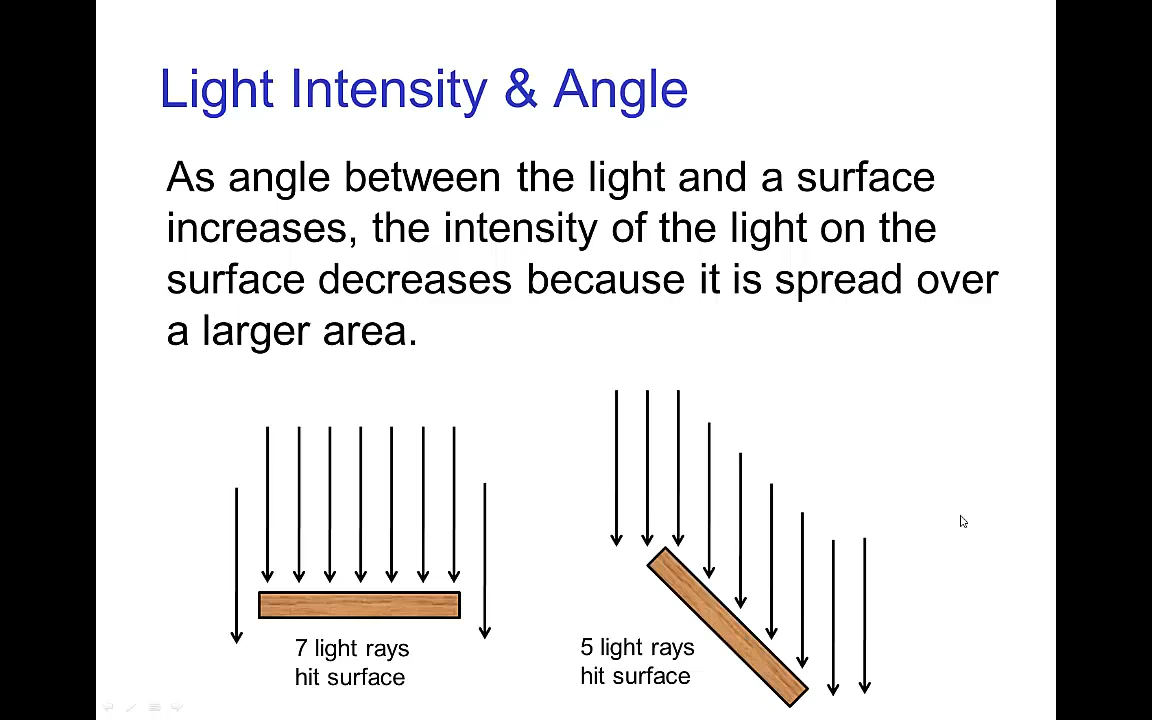 Light Intensity & Angle
As angle between the light and a surface
increases, the intensity of the light on the
surface decreases because it is spread over
a larger area.
7 light rays
hit surface
5 light rays
hit surface